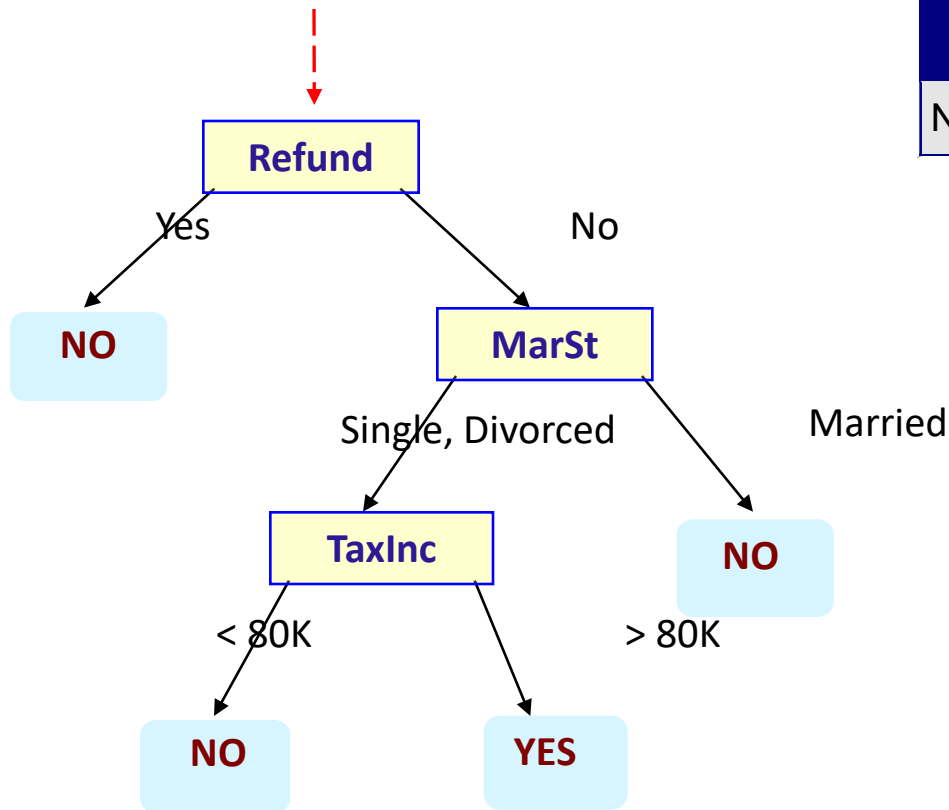 Refund
Yes
No
NO
MarSt
Single, Divorced
Married
TaxInc
NO
< 80K
> 80K
NO
YES